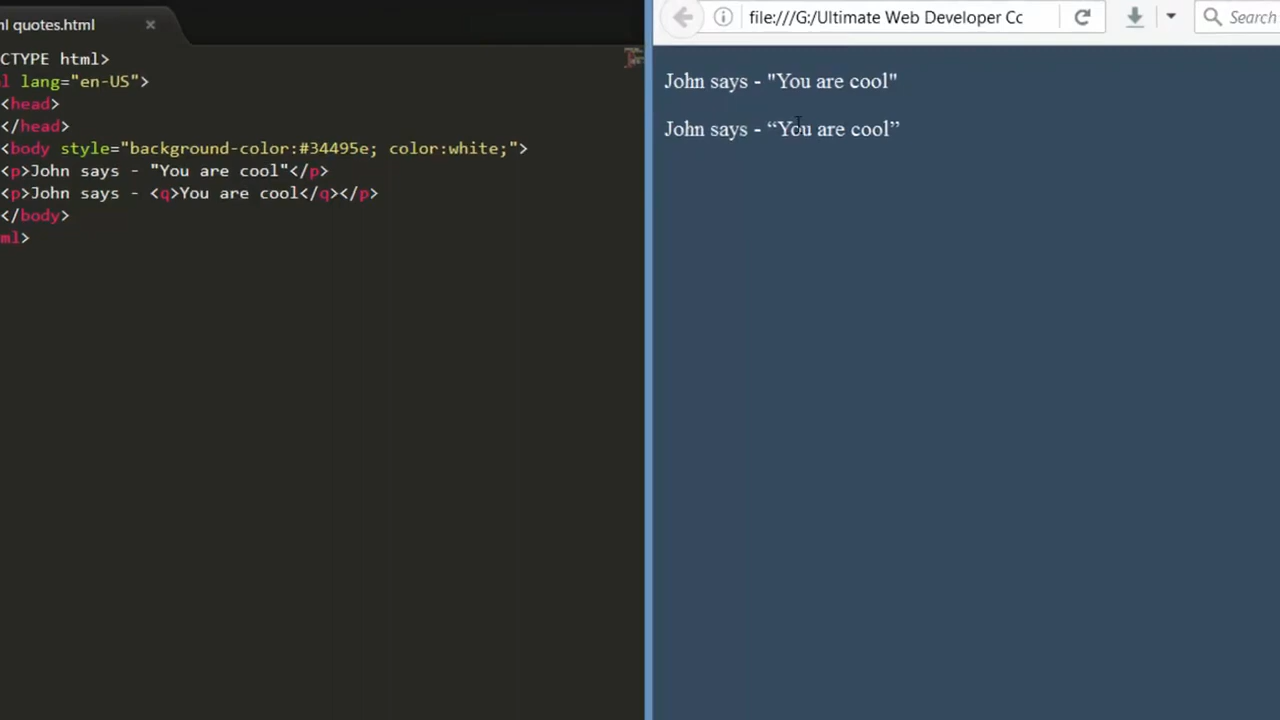 ml quotes.html
CTYPE html>
l lang="en-US">
<head>
</head>
<body style="background-color:#34495e; color:white;">
<p>John says - "You are cool"</p>
<p>John says - <q>You are cool</q></p>
</body>
ml>
file:///G:/Ultimate Web Developer Cc
Search
John says - "You are cool"
John says - “You are cool”